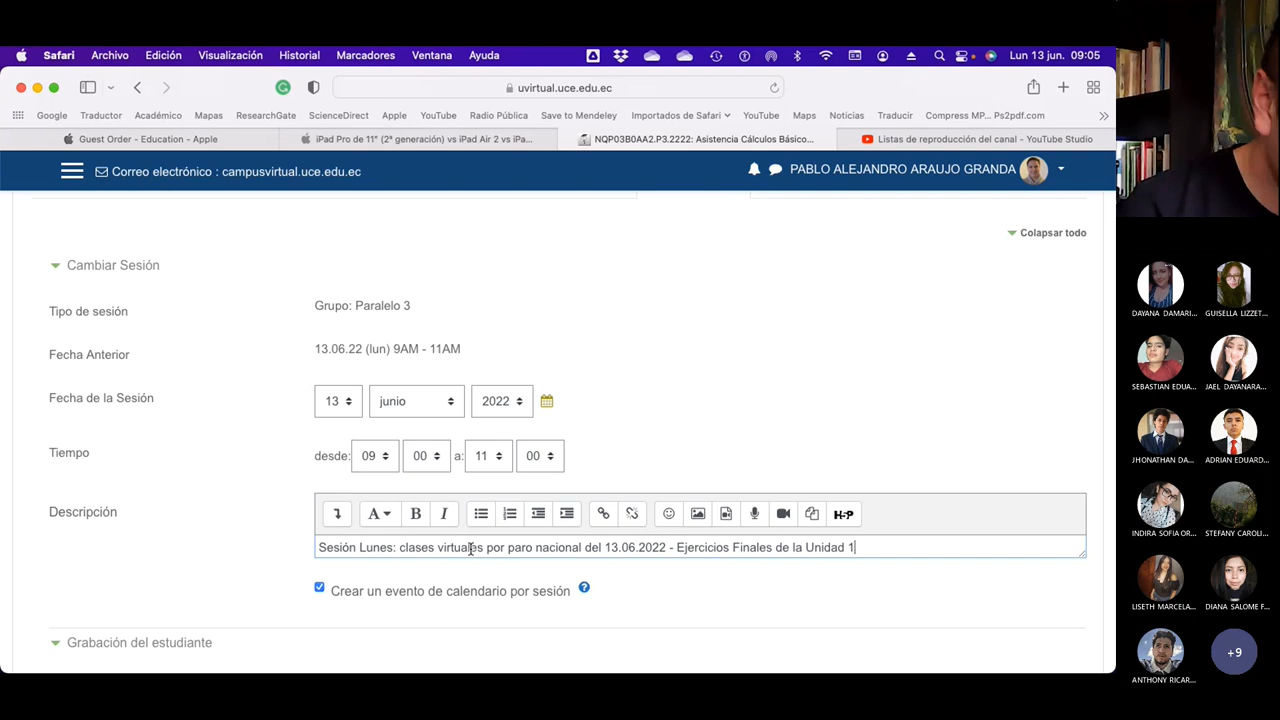 Safari Archivo Edición Visualización Historial Marcadores Ventana Ayuda Lun 13 jun. 09:05
uvirtual.uce.edu.ec
Google Traductor Académico Mapas ResearchGate ScienceDirect Apple YouTube Radio Pública Save to Mendeley Importados de Safari YouTube Maps Noticias Traducir Compress MP... Ps2pdf.com
Guest Order - Education - Apple iPad Pro de 11" (2ª generación) vs iPad Air 2 vs iPa... NQP03B0AA2.P3.2222: Asistencia Cálculos Básico... Listas de reproducción del canal - YouTube Studio
Correo electrónico : campusvirtual.uce.edu.ec PABLO ALEJANDRO ARAUJO GRANDA
Colapsar todo
Cambiar Sesión
Tipo de sesión Grupo: Paralelo 3
Fecha Anterior 13.06.22 (lun) 9AM - 11AM
Fecha de la Sesión 13 junio 2022
Tiempo desde: 09 00 a: 11 00
Descripción
A B I H-P
Sesión Lunes: clases virtuales por paro nacional del 13.06.2022 - Ejercicios Finales de la Unidad 1
Crear un evento de calendario por sesión
Grabación del estudiante
DAYANA DAMARI... GUISELLA LIZZET...
SEBASTIAN EDUA... JAEL DAYANARA...
JHONATHAN DA... ADRIAN EDUARD...
INDIRA SOFIA OR... STEFANY CAROLI...
LISETH MARCELA... DIANA SALOME F...
ANTHONY RICAR... +9